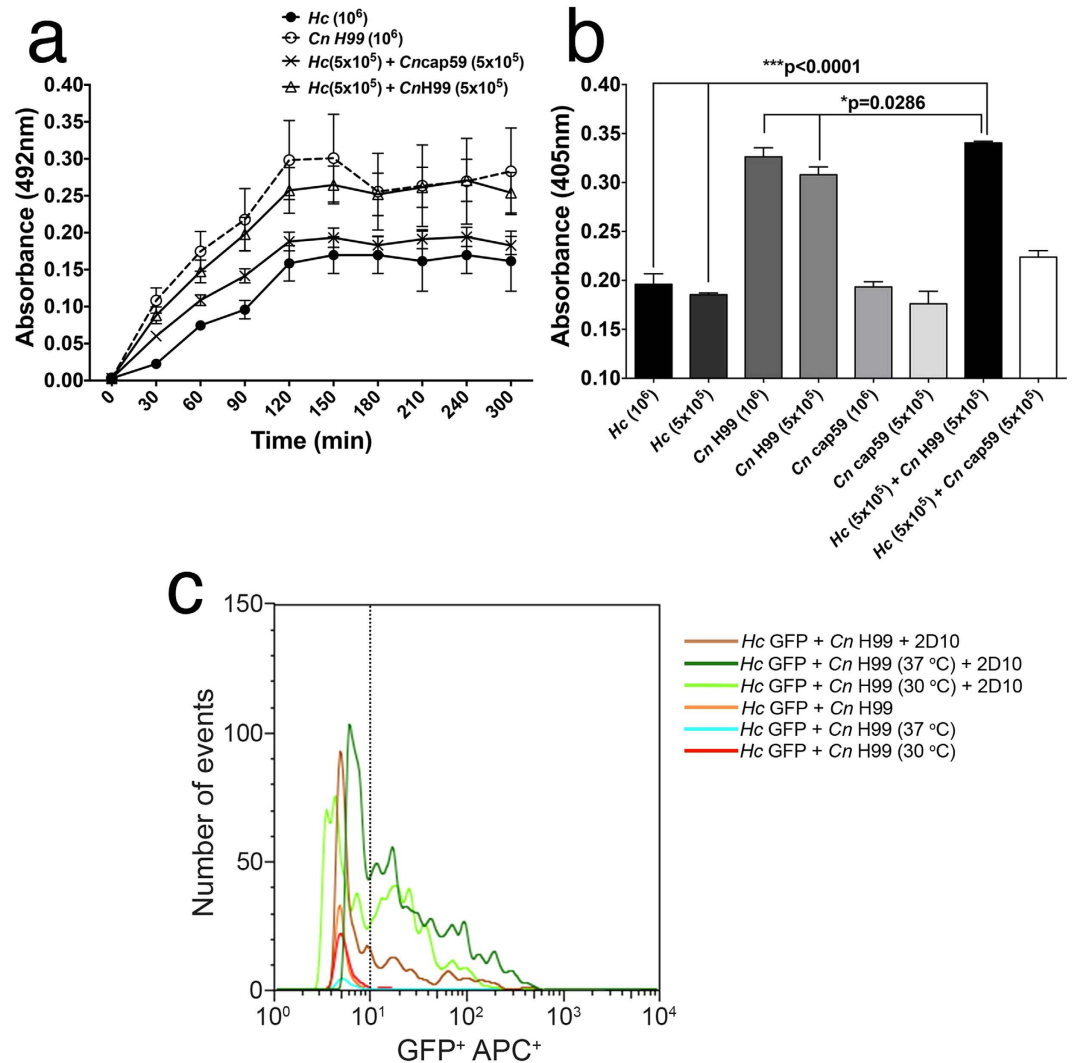 a
Hc (10⁶)
Cn H99 (10⁶)
Hc(5x10⁵) + Cncap59 (5x10⁵)
Hc(5x10⁵) + CnH99 (5x10⁵)
Absorbance (492nm)
0.40
0.35
0.30
0.25
0.20
0.15
0.10
0.05
0.00
0
30
60
90
120
150
180
210
240
300
Time (min)
b
***p<0.0001
*p=0.0286
Absorbance (405nm)
0.40
0.35
0.30
0.25
0.20
0.15
0.10
Hc (10⁶)
Hc (5x10⁵)
Cn H99 (10⁶)
Cn H99 (5x10⁵)
Cn cap59 (10⁶)
Cn cap59 (5x10⁵)
Hc (5x10⁵) + Cn H99 (5x10⁵)
Hc (5x10⁵) + Cn cap59 (5x10⁵)
c
Number of events
150
100
50
0
10⁰
10¹
10²
10³
10⁴
GFP⁺ APC⁺
Hc GFP + Cn H99 + 2D10
Hc GFP + Cn H99 (37 °C) + 2D10
Hc GFP + Cn H99 (30 °C) + 2D10
Hc GFP + Cn H99
Hc GFP + Cn H99 (37 °C)
Hc GFP + Cn H99 (30 °C)